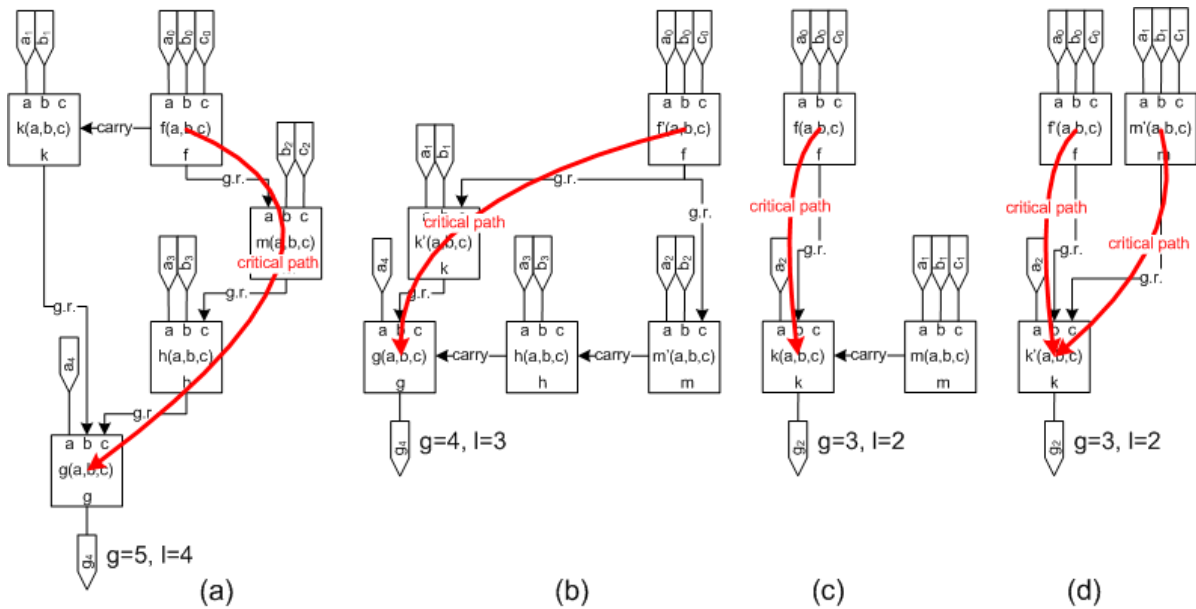 a₁ b₁
a b c
k(a,b,c)
k
carry
a₀ b₀ c₀
a b c
f(a,b,c)
f
g.r.
b₂ c₂
a b c
m(a,b,c)
critical path
g.r.
a₃ b₃
a b c
h(a,b,c)
h
g.r.
g.r.
a₄
a b c
g(a,b,c)
g
g₄
g=5, l=4
(a)
a₀ b₀ c₀
a b c
f'(a,b,c)
f
g.r.
g.r.
a₁ b₁
c
critical path
k'(a,b,c)
k
g.r.
a₄
a b c
g(a,b,c)
g
carry
a₃ b₃
a b c
h(a,b,c)
h
carry
a₂ b₂
a b c
m'(a,b,c)
m
g₄
g=4, l=3
(b)
a₀ b₀ c₀
a b c
f(a,b,c)
f
critical path
g.r.
a₂
a b c
k(a,b,c)
k
carry
a₁ b₁ c₁
a b c
m(a,b,c)
m
g₂
g=3, l=2
(c)
a₀ b₀ c₀
a b c
f'(a,b,c)
f
a₁ b₁ c₁
a b c
m'(a,b,c)
m
critical path
critical path
g.r.
g.r.
a₂
a b c
k'(a,b,c)
k
g₂
g=3, l=2
(d)